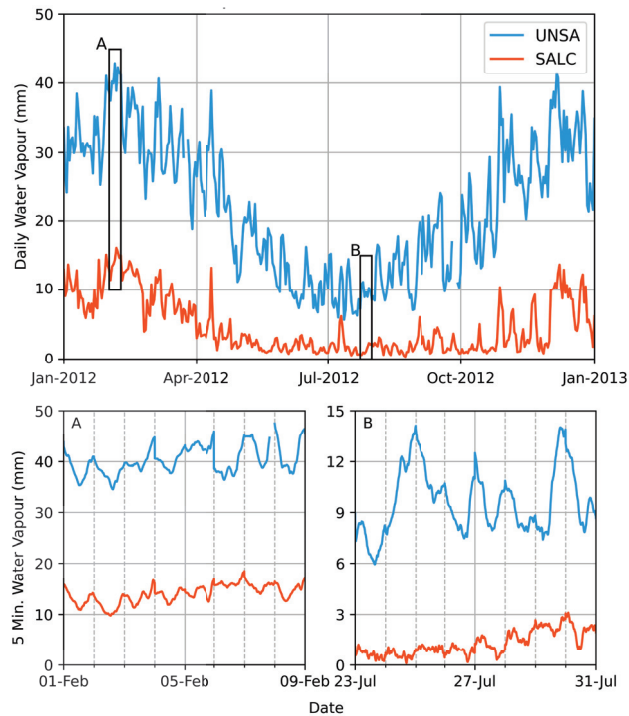 50
40
30
20
10
0
Daily Water Vapour (mm)
A
B
UNSA
SALC
Jan-2012 Apr-2012 Jul-2012 Oct-2012 Jan-2013
50
40
30
20
10
0
5 Min. Water Vapour (mm)
A
01-Feb 05-Feb 09-Feb
15
12
9
6
3
0
B
23-Jul 27-Jul 31-Jul
Date